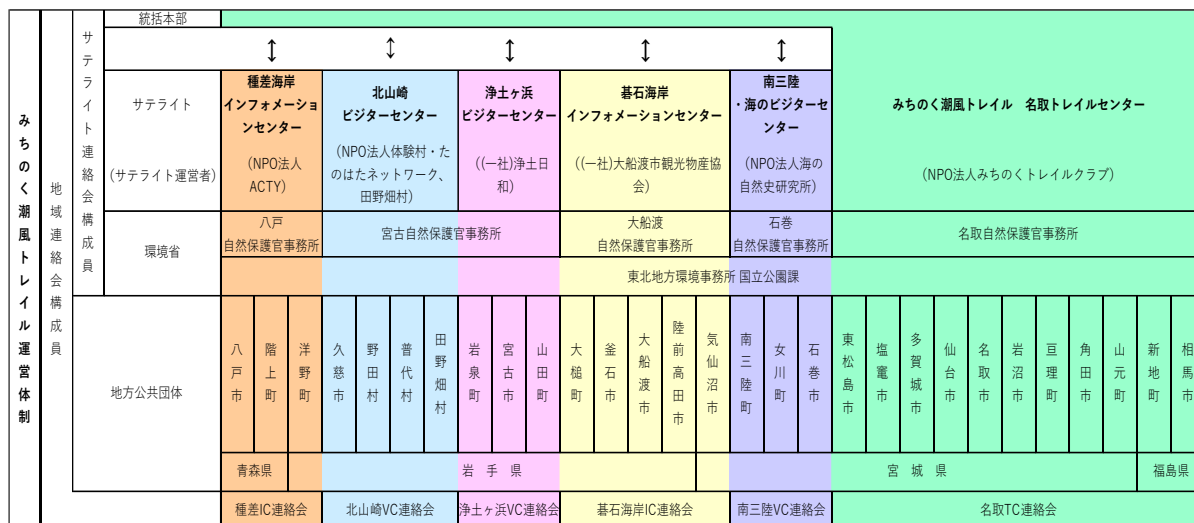 みちのく潮風トレイル運営体制
地域連絡会構成員
サテライト連絡会構成員
統括本部
↕ ↕ ↕ ↕ ↕
サテライト
(サテライト運営者)
種差海岸
インフォメーショ
ンセンター
(NPO法人
ACTY)
北山崎
ビジターセンター
(NPO法人体験村・た
のはたネットワーク、
田野畑村)
浄土ヶ浜
ビジターセンター
((一社)浄土日
和)
碁石海岸
インフォメーションセンター
((一社)大船渡市観光物産協
会)
南三陸
・海のビジターセ
ンター
(NPO法人海の
自然史研究所)
みちのく潮風トレイル 名取トレイルセンター
(NPO法人みちのくトレイルクラブ)
環境省
八戸
自然保護官事務所
宮古自然保護官事務所
大船渡
自然保護官事務所
石巻
自然保護官事務所
名取自然保護官事務所
東北地方環境事務所 国立公園課
地方公共団体
八戸市
階上町
洋野町
久慈市
野田村
普代村
田野畑村
岩泉町
宮古市
山田町
大槌町
釜石市
大船渡市
陸前高田市
気仙沼市
南三陸町
女川町
石巻市
東松島市
塩竈市
多賀城市
仙台市
名取市
岩沼市
亘理町
角田市
山元町
新地町
相馬市
青森県
岩 手 県
宮 城 県
福島県
種差IC連絡会
北山崎VC連絡会
浄土ヶ浜VC連絡会
碁石海岸IC連絡会
南三陸VC連絡会
名取TC連絡会